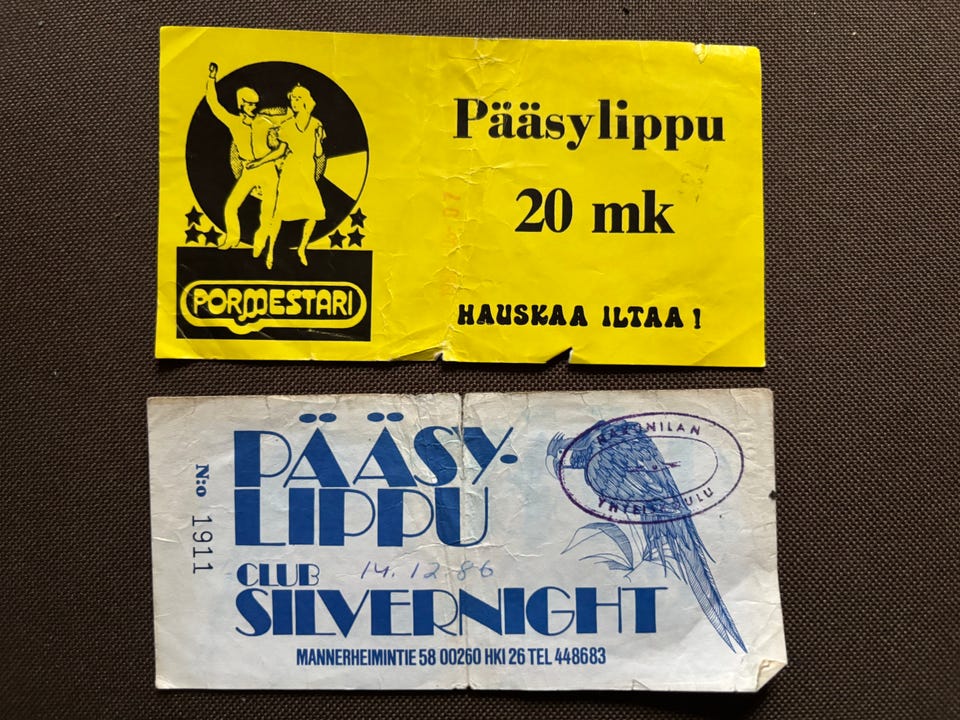 Pääsylippu
20 mk
N:o
PORMESTARI
HAUSKAA ILTAA!
PÄÄSY-
LIPPU
N:o 1911
CLUB
14.12 86
SILVERNIGHT
MANNERHEIMINTIE 58 00260 HKI 26 TEL 448683